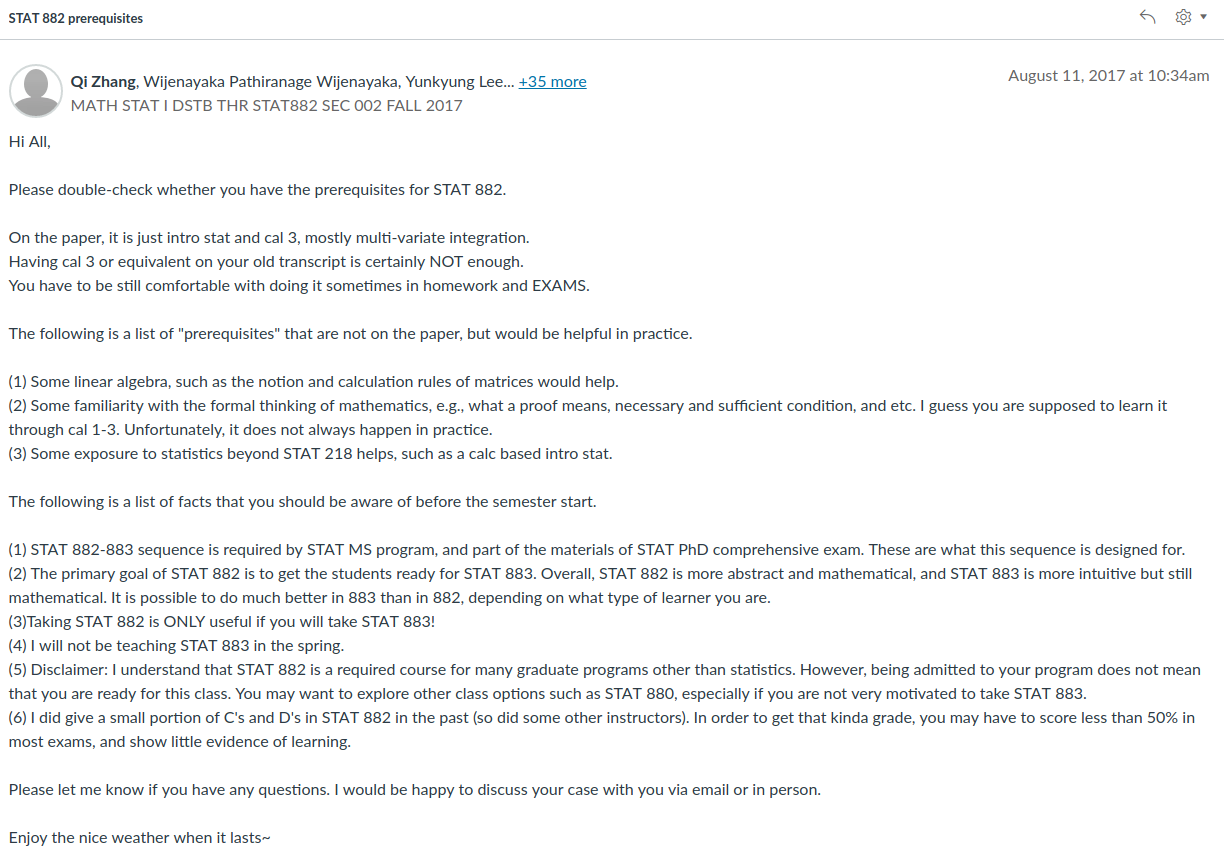 STAT 882 prerequisites
Qi Zhang, Wijenayaka Pathiranage Wijenayaka, Yunkyung Lee... +35 more
August 11, 2017 at 10:34am
MATH STAT I DSTB THR STAT882 SEC 002 FALL 2017
Hi All,
Please double-check whether you have the prerequisites for STAT 882.
On the paper, it is just intro stat and cal 3, mostly multi-variate integration.
Having cal 3 or equivalent on your old transcript is certainly NOT enough.
You have to be still comfortable with doing it sometimes in homework and EXAMS.
The following is a list of "prerequisites" that are not on the paper, but would be helpful in practice.
(1) Some linear algebra, such as the notion and calculation rules of matrices would help.
(2) Some familiarity with the formal thinking of mathematics, e.g., what a proof means, necessary and sufficient condition, and etc. I guess you are supposed to learn it
through cal 1-3. Unfortunately, it does not always happen in practice.
(3) Some exposure to statistics beyond STAT 218 helps, such as a calc based intro stat.
The following is a list of facts that you should be aware of before the semester start.
(1) STAT 882-883 sequence is required by STAT MS program, and part of the materials of STAT PhD comprehensive exam. These are what this sequence is designed for.
(2) The primary goal of STAT 882 is to get the students ready for STAT 883. Overall, STAT 882 is more abstract and mathematical, and STAT 883 is more intuitive but still
mathematical. It is possible to do much better in 883 than in 882, depending on what type of learner you are.
(3)Taking STAT 882 is ONLY useful if you will take STAT 883!
(4) I will not be teaching STAT 883 in the spring.
(5) Disclaimer: I understand that STAT 882 is a required course for many graduate programs other than statistics. However, being admitted to your program does not mean
that you are ready for this class. You may want to explore other class options such as STAT 880, especially if you are not very motivated to take STAT 883.
(6) I did give a small portion of C's and D's in STAT 882 in the past (so did some other instructors). In order to get that kinda grade, you may have to score less than 50% in
most exams, and show little evidence of learning.
Please let me know if you have any questions. I would be happy to discuss your case with you via email or in person.
Enjoy the nice weather when it lasts~